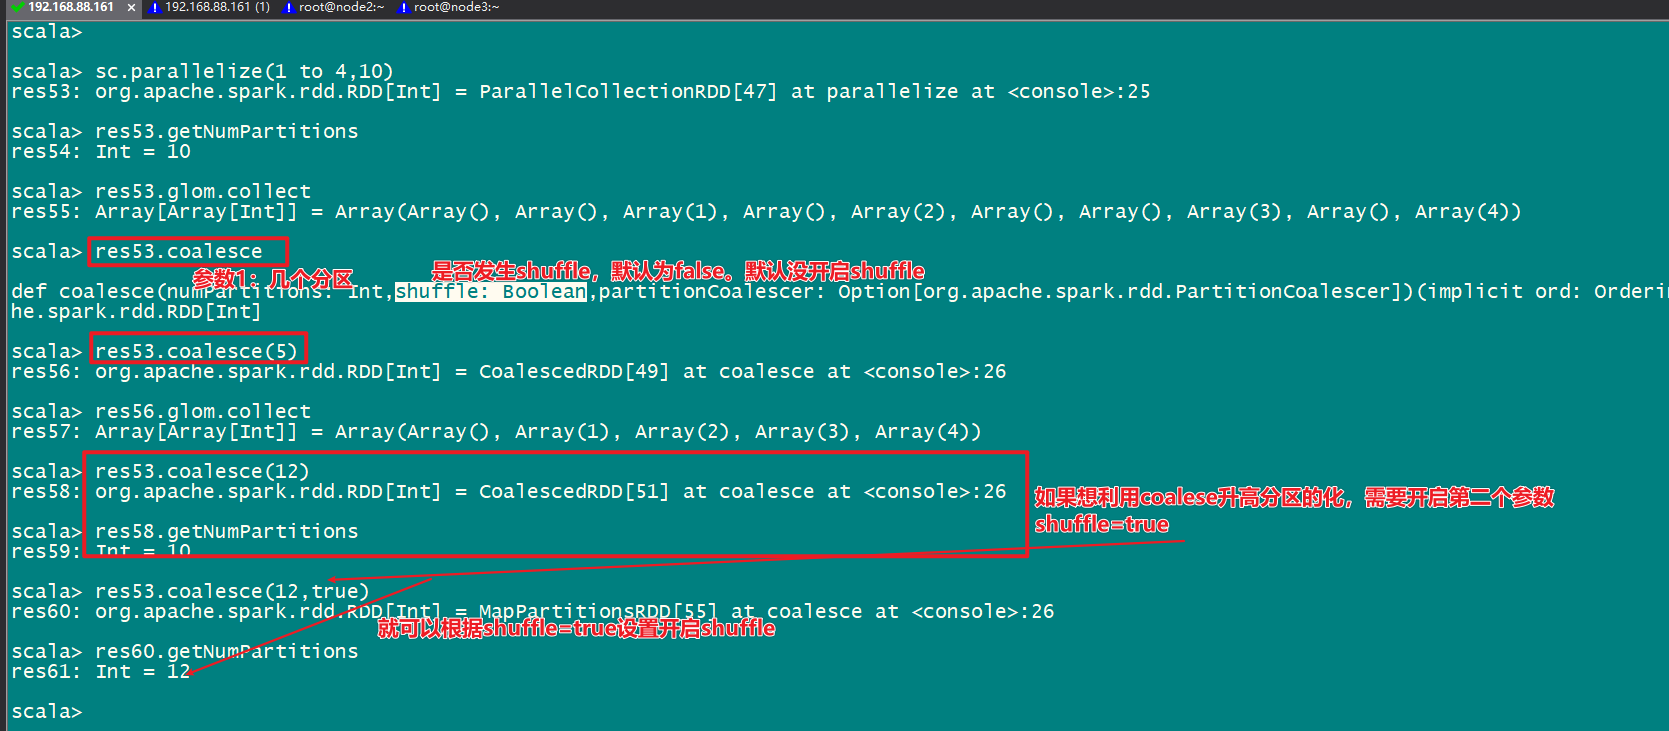 192.168.88.161 × 192.168.88.161 (1) root@node2:~ root@node3:~
scala>
scala> sc.parallelize(1 to 4,10)
res53: org.apache.spark.rdd.RDD[Int] = ParallelCollectionRDD[47] at parallelize at <console>:25
scala> res53.getNumPartitions
res54: Int = 10
scala> res53.glom.collect
res55: Array[Array[Int]] = Array(Array(), Array(), Array(1), Array(), Array(2), Array(), Array(), Array(3), Array(), Array(4))
scala> res53.coalesce
参数1：几个分区
是否发生shuffle，默认为false。默认没开启shuffle
def coalesce(numPartitions: Int,shuffle: Boolean,partitionCoalescer: Option[org.apache.spark.rdd.PartitionCoalescer])(implicit ord: Orderin
he.spark.rdd.RDD[Int]
scala> res53.coalesce(5)
res56: org.apache.spark.rdd.RDD[Int] = CoalescedRDD[49] at coalesce at <console>:26
scala> res56.glom.collect
res57: Array[Array[Int]] = Array(Array(), Array(1), Array(2), Array(3), Array(4))
scala> res53.coalesce(12)
res58: org.apache.spark.rdd.RDD[Int] = CoalescedRDD[51] at coalesce at <console>:26
如果想利用coalese升高分区的化，需要开启第二个参数
shuffle=true
scala> res58.getNumPartitions
res59: Int = 10
scala> res53.coalesce(12,true)
res60: org.apache.spark.rdd.RDD[Int] = MapPartitionsRDD[55] at coalesce at <console>:26
就可以根据shuffle=true设置开启shuffle
scala> res60.getNumPartitions
res61: Int = 12
scala>